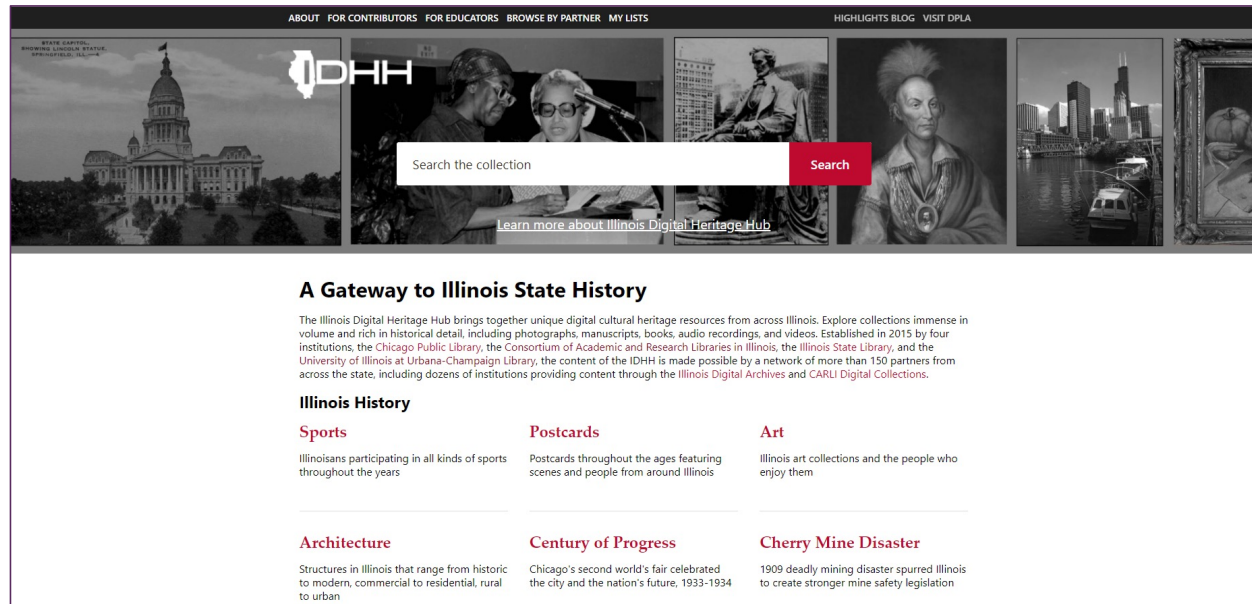 ABOUT FOR CONTRIBUTORS FOR EDUCATORS BROWSE BY PARTNER MY LISTS HIGHLIGHTS BLOG VISIT DPLA
STATE CAPITOL,
SHOWING LINCOLN STATUE,
SPRINGFIELD, ILL.
IDHH
Search the collection Search
Learn more about Illinois Digital Heritage Hub
A Gateway to Illinois State History
The Illinois Digital Heritage Hub brings together unique digital cultural heritage resources from across Illinois. Explore collections immense in
volume and rich in historical detail, including photographs, manuscripts, books, audio recordings, and videos. Established in 2015 by four
institutions, the Chicago Public Library, the Consortium of Academic and Research Libraries in Illinois, the Illinois State Library, and the
University of Illinois at Urbana-Champaign Library, the content of the IDHH is made possible by a network of more than 150 partners from
across the state, including dozens of institutions providing content through the Illinois Digital Archives and CARLI Digital Collections.
Illinois History
Sports
Illinoisans participating in all kinds of sports
throughout the years
Postcards
Postcards throughout the ages featuring
scenes and people from around Illinois
Art
Illinois art collections and the people who
enjoy them
Architecture
Structures in Illinois that range from historic
to modern, commercial to residential, rural
to urban
Century of Progress
Chicago's second world's fair celebrated
the city and the nation's future, 1933-1934
Cherry Mine Disaster
1909 deadly mining disaster spurred Illinois
to create stronger mine safety legislation